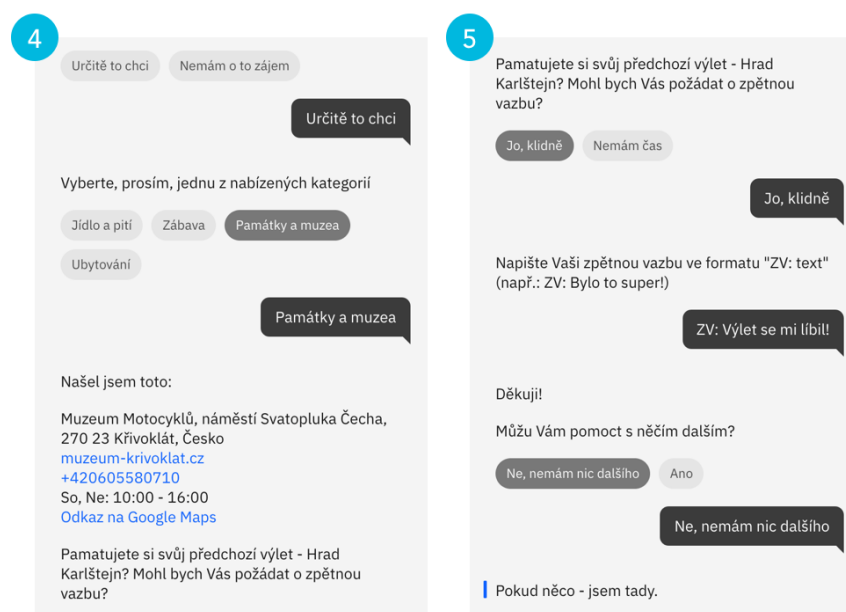 4
Určitě to chci
Nemám o to zájem
Určitě to chci
Vyberte, prosím, jednu z nabízených kategorií
Jídlo a pití
Zábava
Památky a muzea
Ubytování
Památky a muzea
Našel jsem toto:
Muzeum Motocyklů, náměstí Svatopluka Čecha,
270 23 Křivoklát, Česko
muzeum-krivoklat.cz
+420605580710
So, Ne: 10:00 - 16:00
Odkaz na Google Maps
Pamatujete si svůj předchozí výlet - Hrad
Karlštejn? Mohl bych Vás požádat o zpětnou
vazbu?
5
Pamatujete si svůj předchozí výlet - Hrad
Karlštejn? Mohl bych Vás požádat o zpětnou
vazbu?
Jo, klidně
Nemám čas
Jo, klidně
Napište Vaši zpětnou vazbu ve formatu "ZV: text"
(např.: ZV: Bylo to super!)
ZV: Výlet se mi líbil!
Děkuji!
Můžu Vám pomoct s něčím dalším?
Ne, nemám nic dalšího
Ano
Ne, nemám nic dalšího
Pokud něco - jsem tady.